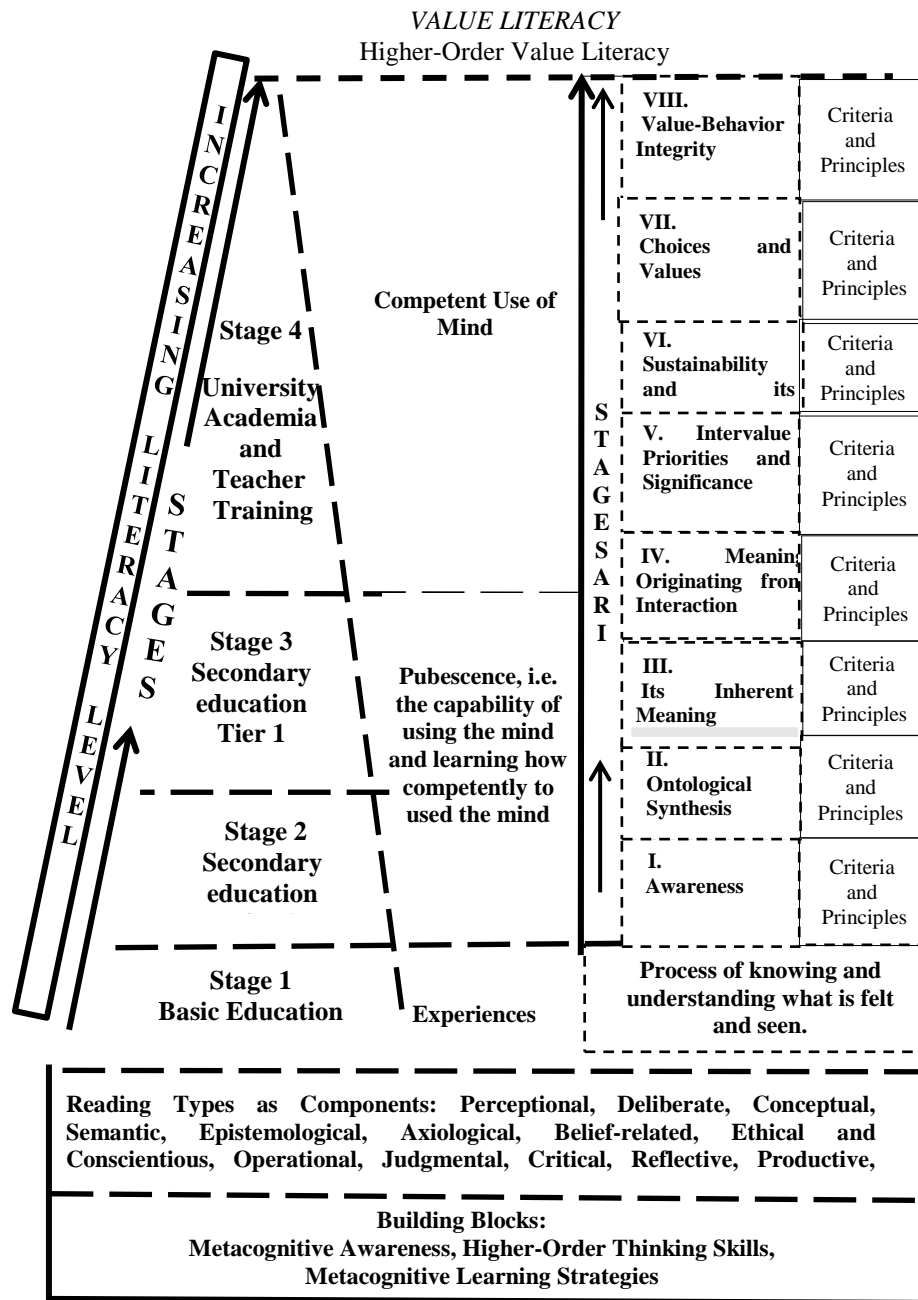 VALUE LITERACY
Higher-Order Value Literacy
INCREASING LITERACY LEVEL
STAGES
Stage 4
University
Academia
and
Teacher
Training
Stage 3
Secondary
education
Tier 1
Stage 2
Secondary
education
Stage 1
Basic Education
Competent Use of
Mind
Pubescence, i.e.
the capability of
using the mind
and learning how
competently to
used the mind
Experiences
STAGESARI
VIII.
Value-Behavior
Integrity
Criteria
and
Principles
VII.
Choices and
Values
Criteria
and
Principles
VI.
Sustainability
and its
Criteria
and
Principles
V. Intervalue
Priorities and
Significance
Criteria
and
Principles
IV. Meaning
Originating from
Interaction
Criteria
and
Principles
III.
Its Inherent
Meaning
Criteria
and
Principles
II.
Ontological
Synthesis
Criteria
and
Principles
I.
Awareness
Criteria
and
Principles
Process of knowing and
understanding what is felt
and seen.
Reading Types as Components: Perceptional, Deliberate, Conceptual,
Semantic, Epistemological, Axiological, Belief-related, Ethical and
Conscientious, Operational, Judgmental, Critical, Reflective, Productive,
Building Blocks:
Metacognitive Awareness, Higher-Order Thinking Skills,
Metacognitive Learning Strategies